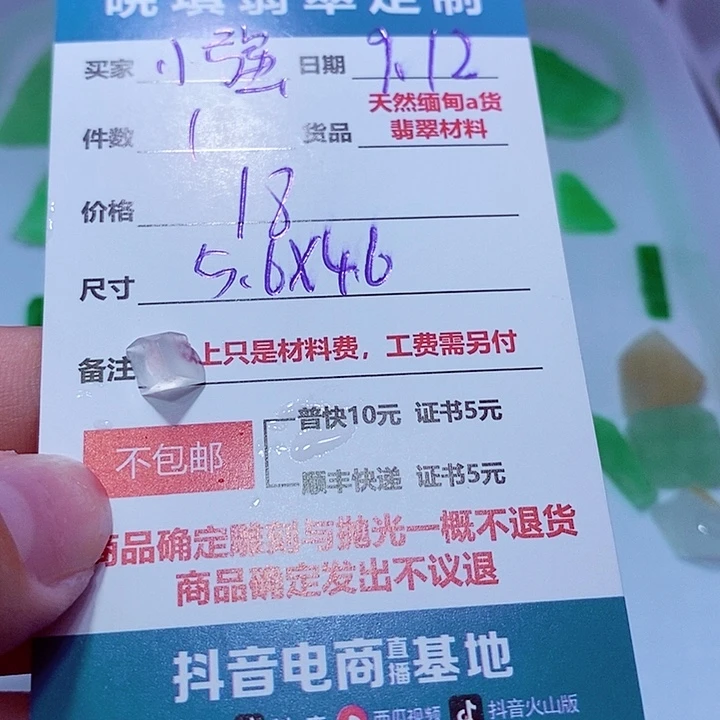 翡翠定制
买家 小强 日期 9.12
件数 1 货品 天然缅甸a货
翡翠材料
价格 18
尺寸 5.6X4.6
备注 上只是材料费，工费需另付
不包邮 普快10元 证书5元
顺丰快递 证书5元
商品确定雕刻与抛光一概不退货
商品确定发出不议退
抖音电商直播基地
西瓜视频 抖音火山版